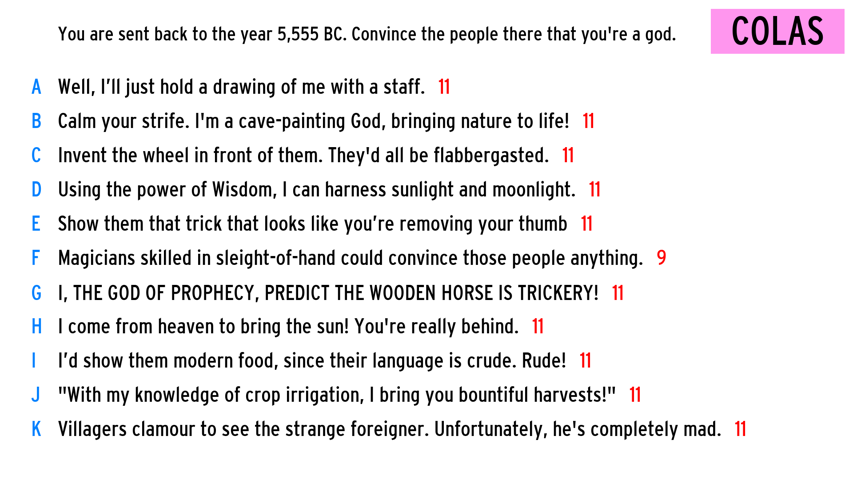 You are sent back to the year 5,555 BC. Convince the people there that you're a god.
COLAS
A Well, I’ll just hold a drawing of me with a staff. 11
B Calm your strife. I'm a cave-painting God, bringing nature to life! 11
C Invent the wheel in front of them. They'd all be flabbergasted. 11
D Using the power of Wisdom, I can harness sunlight and moonlight. 11
E Show them that trick that looks like you’re removing your thumb 11
F Magicians skilled in sleight-of-hand could convince those people anything. 9
G I, THE GOD OF PROPHECY, PREDICT THE WOODEN HORSE IS TRICKERY! 11
H I come from heaven to bring the sun! You're really behind. 11
I I’d show them modern food, since their language is crude. Rude! 11
J "With my knowledge of crop irrigation, I bring you bountiful harvests!" 11
K Villagers clamour to see the strange foreigner. Unfortunately, he's completely mad. 11